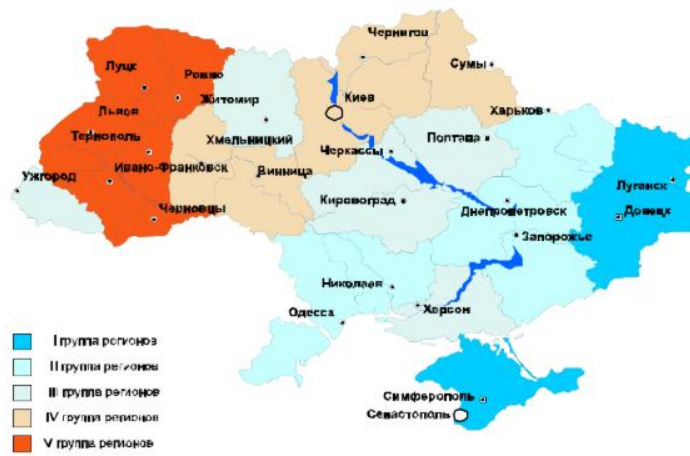 Чернигов
Сумы
Луцк
Ровно
Киев
Житомир
Львов
Харьков
Тернополь
Хмельницкий
Полтава
Черкассы
Ивано-Франковск
Винница
Ужгород
Луганск
Кировоград
Черновцы
Днепропетровск
Донецк
Запорожье
Николаев
Херсон
Одесса
I группа регионов
II группа регионов
III группа регионов
IV группа регионов
V группа регионов
Симферополь
Севастополь